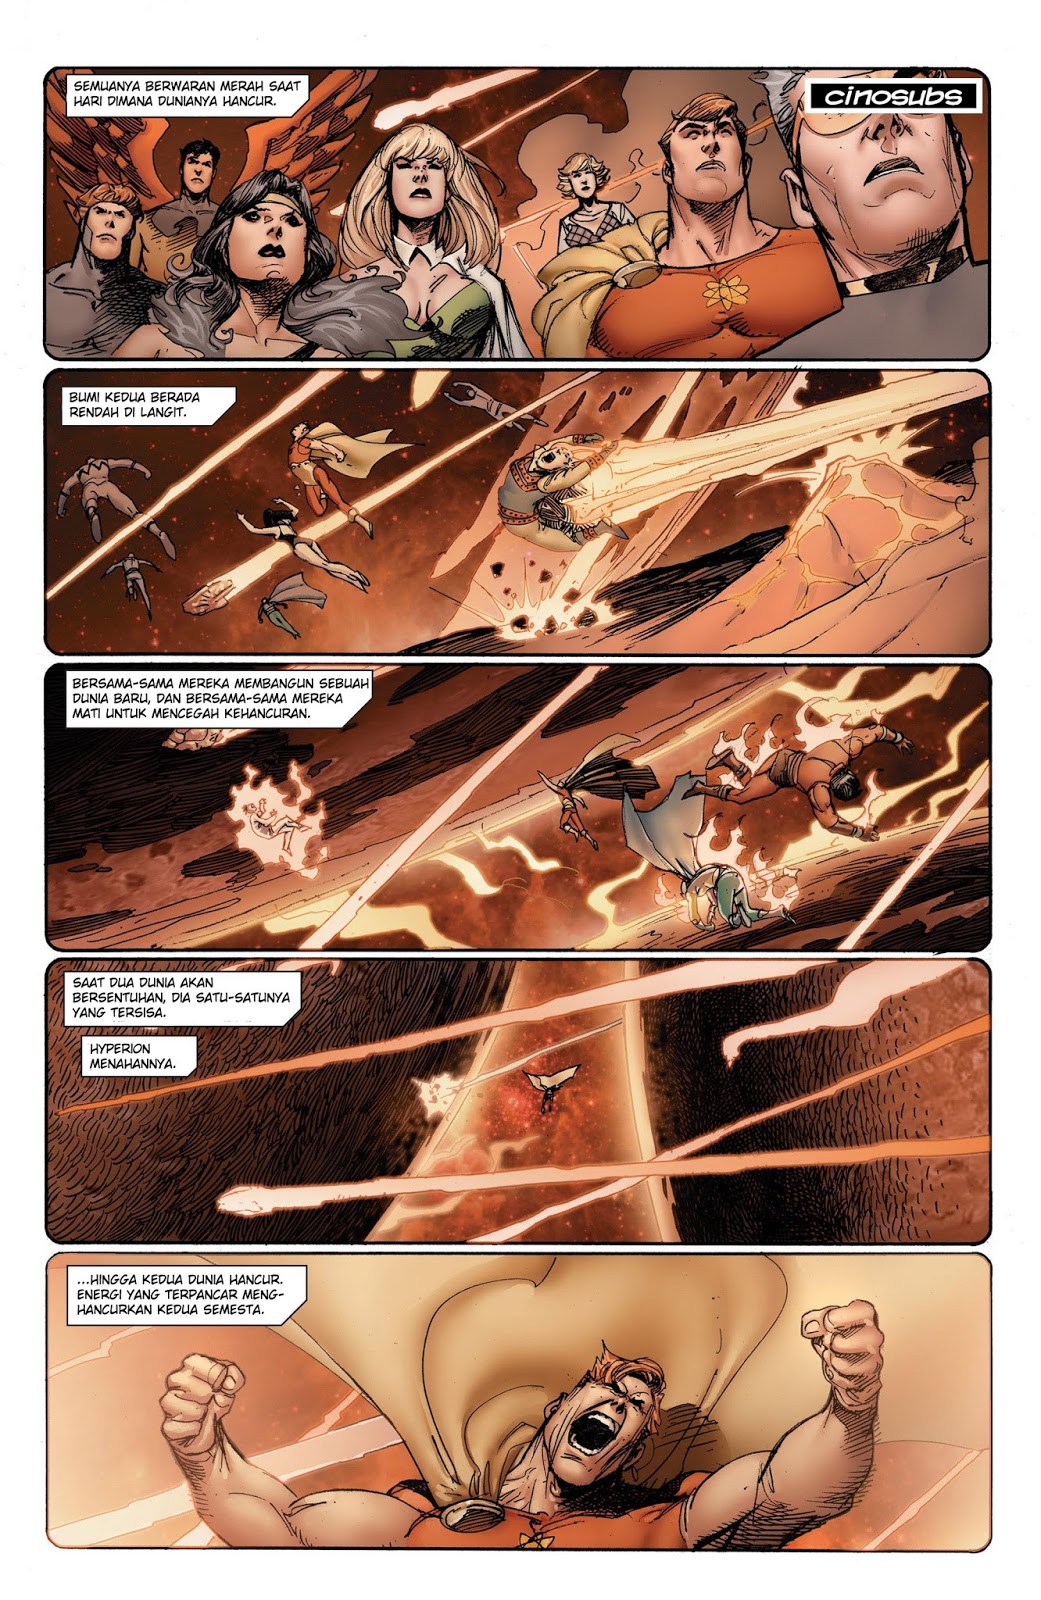 SEMUANYA BERWARAN MERAH SAAT
HARI DIMANA DUNIANYA HANCUR.
cinosubs
BUMI KEDUA BERADA
RENDAH DI LANGIT.
BERSAMA-SAMA MEREKA MEMBANGUN SEBUAH
DUNIA BARU, DAN BERSAMA-SAMA MEREKA
MATI UNTUK MENCEGAH KEHANCURAN.
SAAT DUA DUNIA AKAN
BERSENTUHAN, DIA SATU-SATUNYA
YANG TERSISA.
HYPERION
MENAHANNYA.
...HINGGA KEDUA DUNIA HANCUR.
ENERGI YANG TERPANCAR MENG-
HANCURKAN KEDUA SEMESTA.